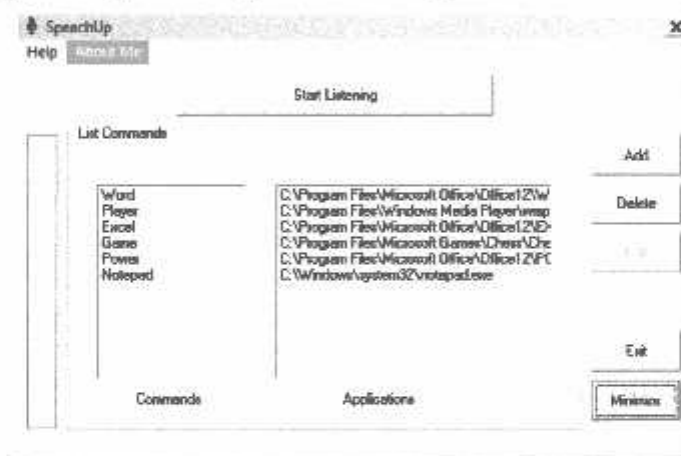 SpeechUp
Help About Me
Start Listening
List Commands
Add
Word C:\Program Files\Microsoft Office\Office12\W
Player C:\Program Files\Windows Media Player\wmp
Excel C:\Program Files\Microsoft Office\Office12\EX
Game C:\Program Files\Microsoft Games\Chess\Che
Power C:\Program Files\Microsoft Office\Office12\PO
Notepad C:\Windows\system32\notepad.exe
Delete
Exit
Commands Applications
Minimize